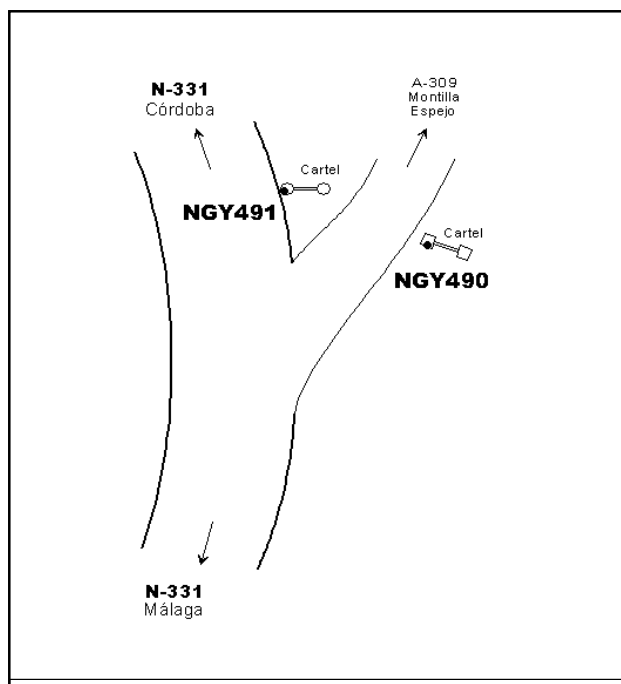 N-331
Córdoba
A-309
Montilla
Espejo
Cartel
NGY491
Cartel
NGY490
N-331
Málaga